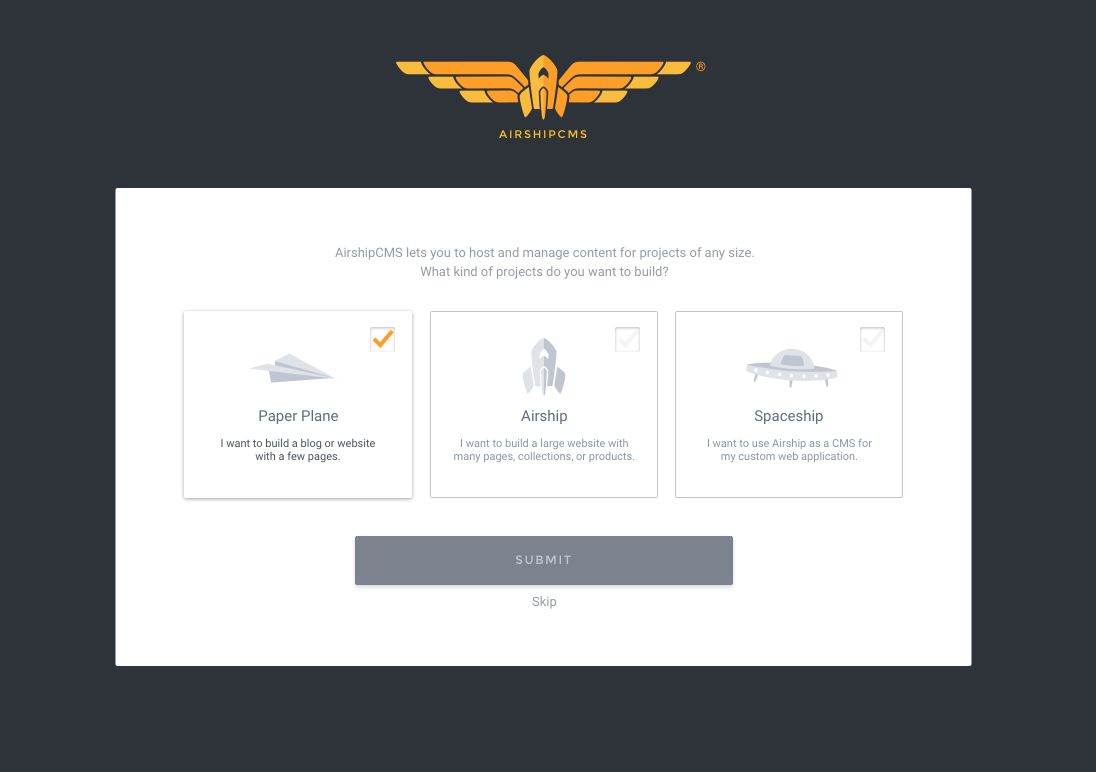 ®
AIRSHIPCMS
AirshipCMS lets you to host and manage content for projects of any size.
What kind of projects do you want to build?
Paper Plane
I want to build a blog or website
with a few pages.
Airship
I want to build a large website with
many pages, collections, or products.
Spaceship
I want to use Airship as a CMS for
my custom web application.
SUBMIT
Skip